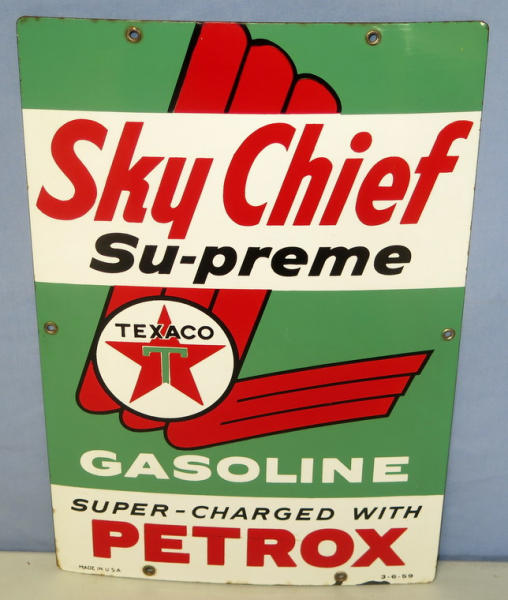 Sky Chief
Su-preme
TEXACO
T
GASOLINE
SUPER-CHARGED WITH
PETROX
MADE IN U.S.A. 3-6-59